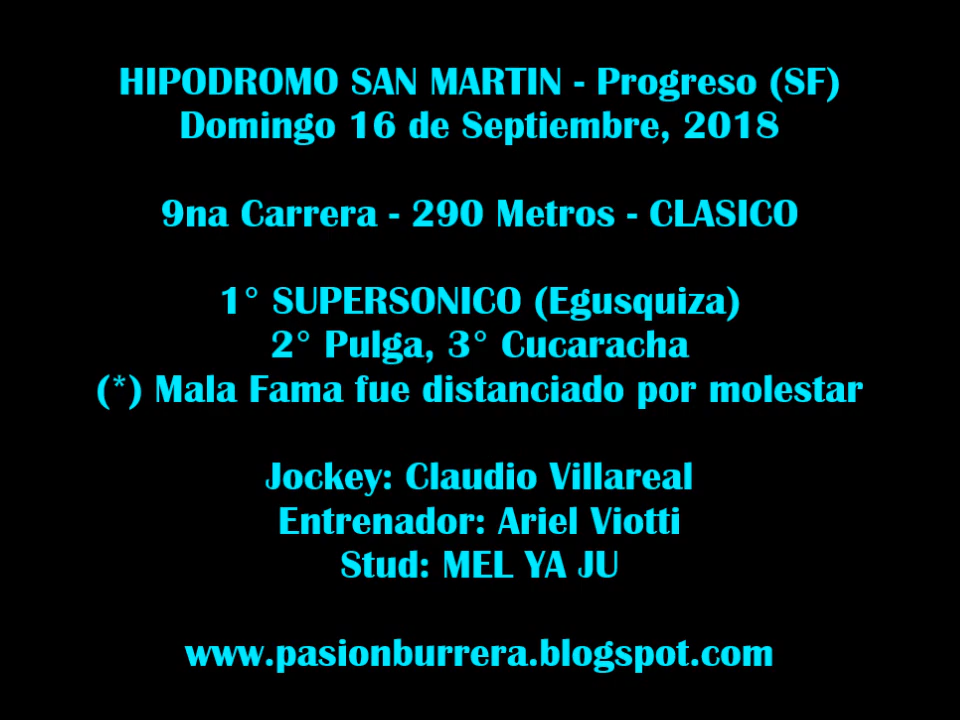 HIPODROMO SAN MARTIN - Progreso (SF)
Domingo 16 de Septiembre, 2018
9na Carrera - 290 Metros - CLASICO
1° SUPERSONICO (Egusquiza)
2° Pulga, 3° Cucaracha
(*) Mala Fama fue distanciado por molestar
Jockey: Claudio Villareal
Entrenador: Ariel Viotti
Stud: MEL YA JU
www.pasionburrera.blogspot.com